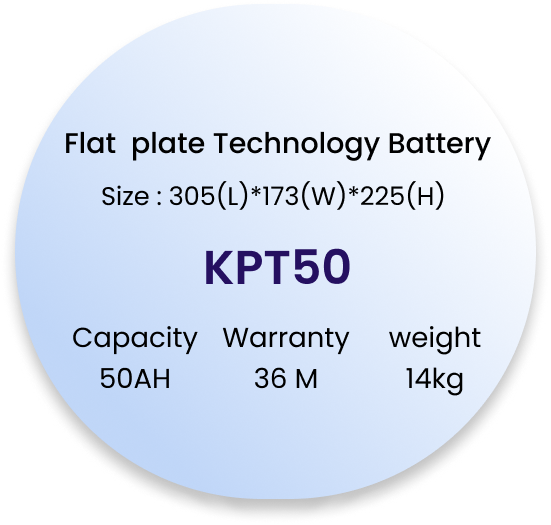 Flat plate Technology Battery
Size : 305(L)*173(W)*225(H)
KPT50
Capacity Warranty weight
50AH 36 M 14kg